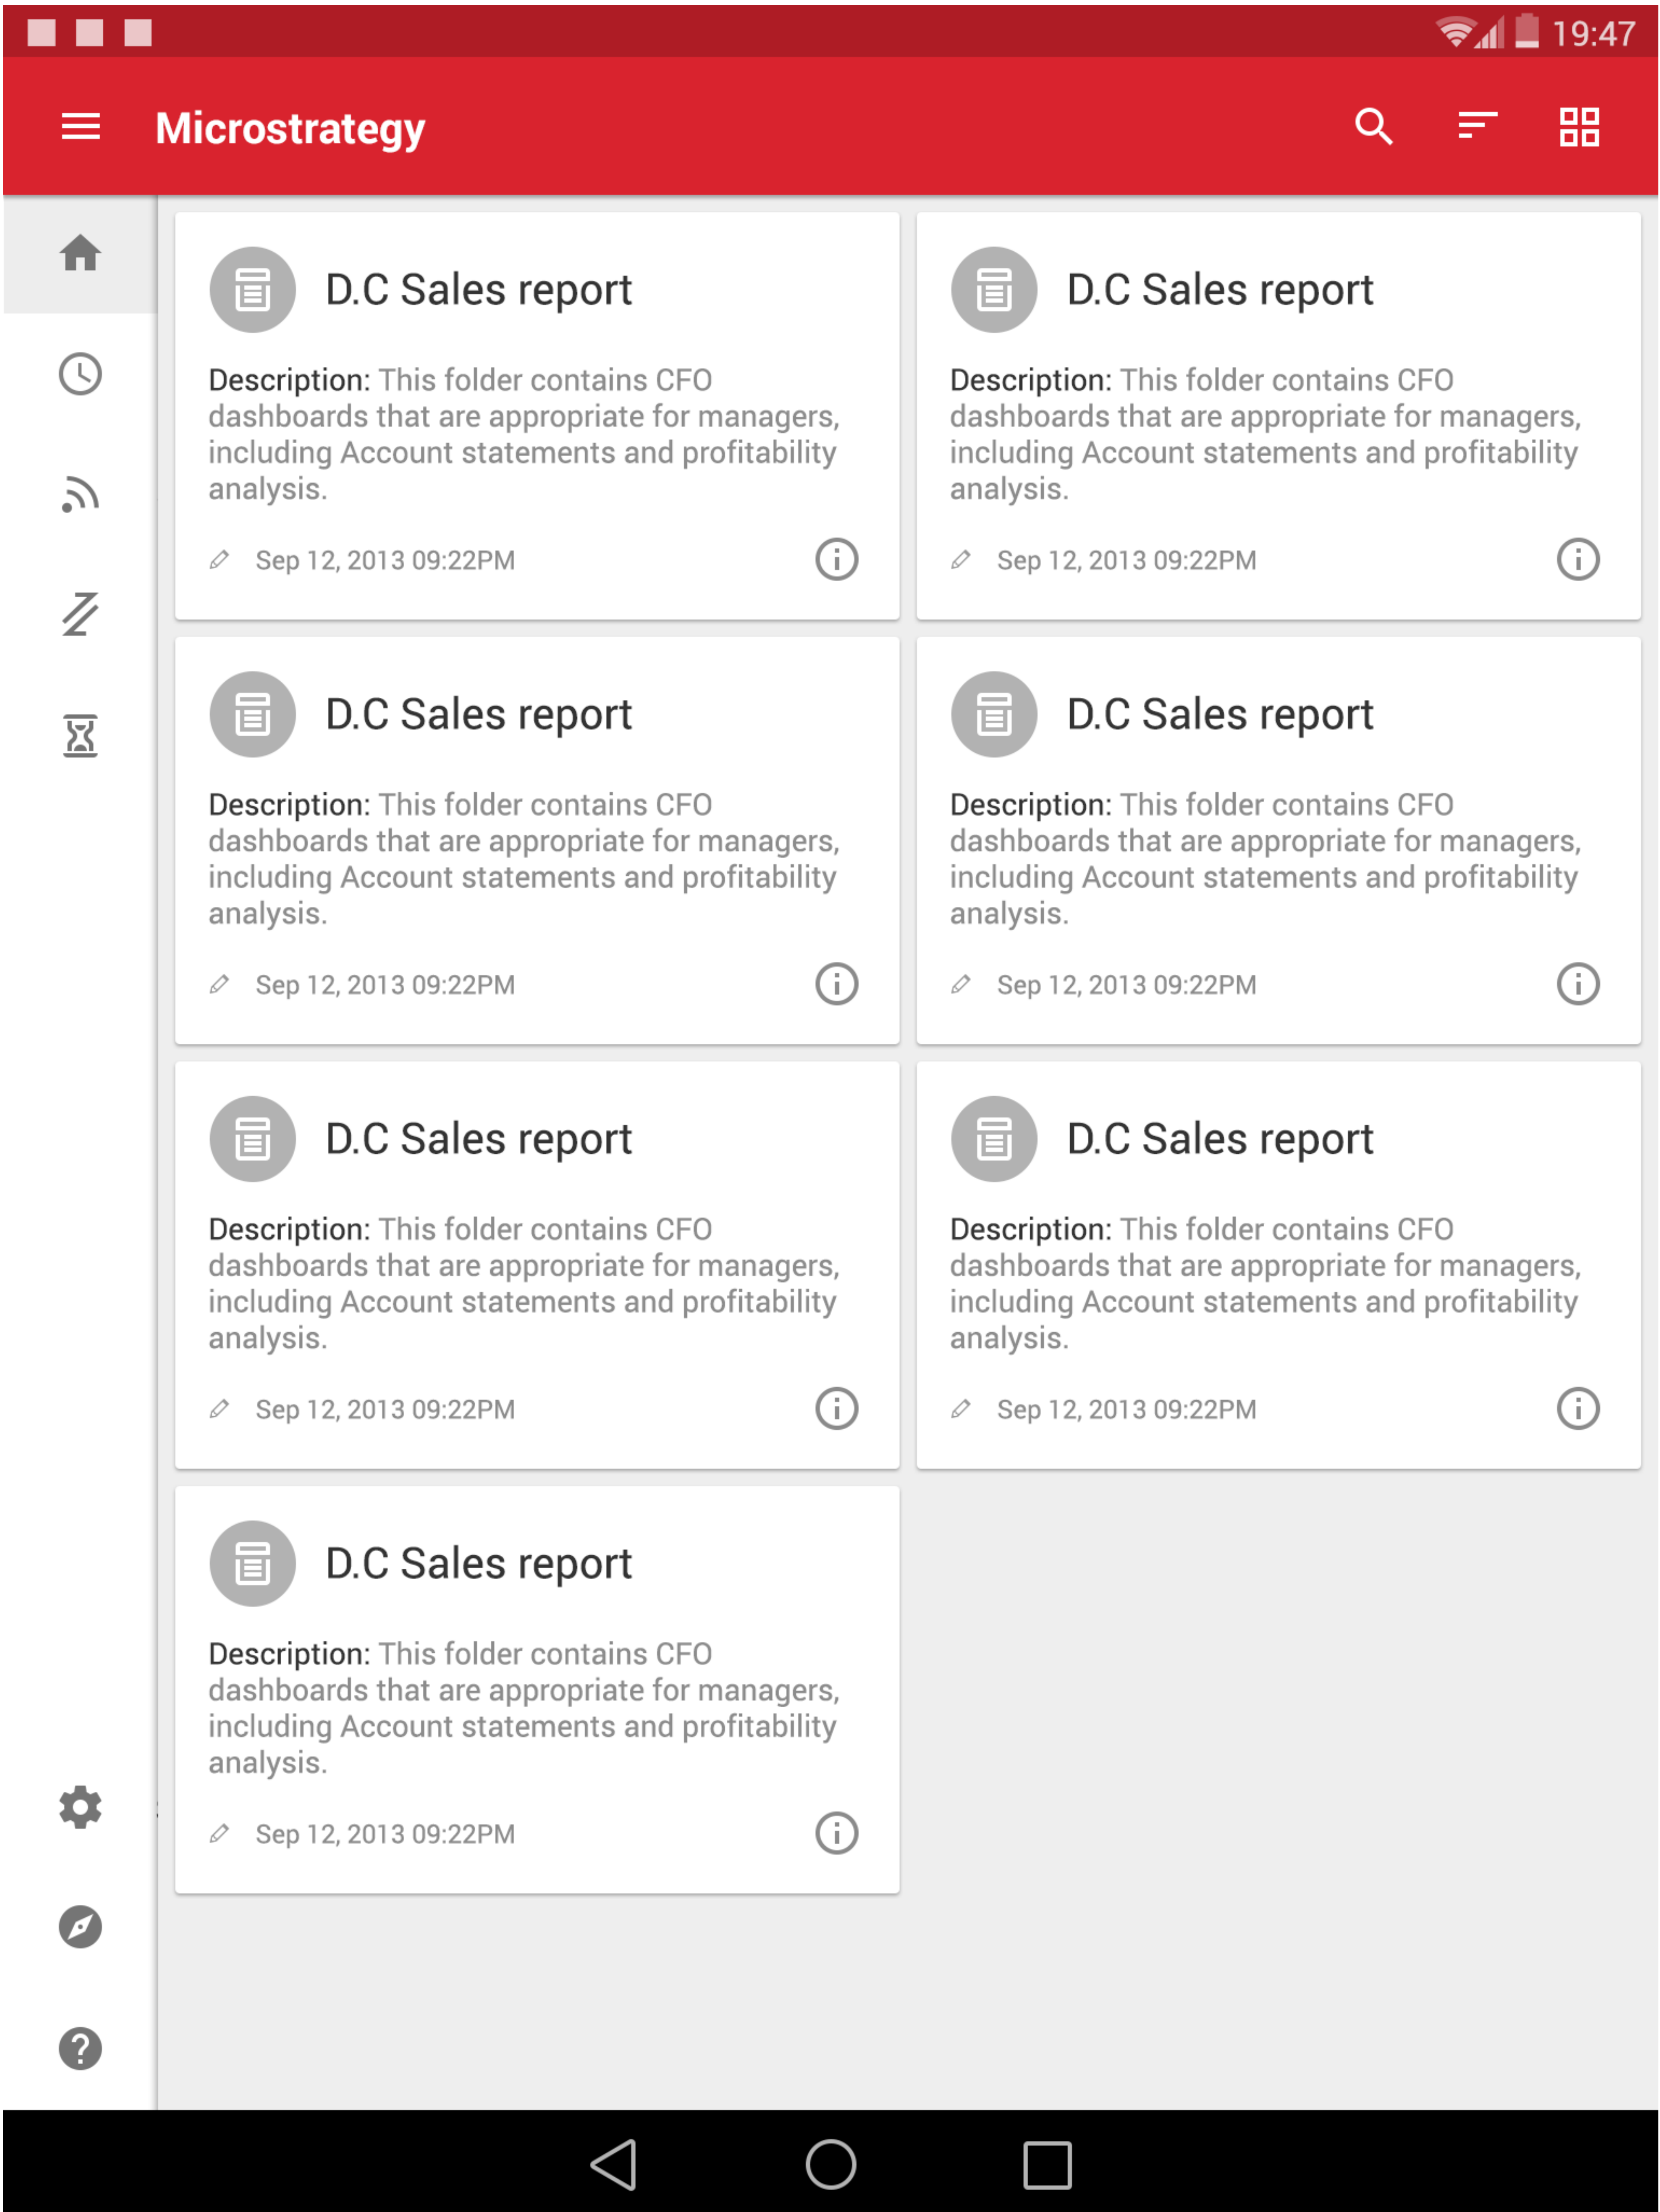 19:47
Microstrategy
D.C Sales report
Description: This folder contains CFO
dashboards that are appropriate for managers,
including Account statements and profitability
analysis.
Sep 12, 2013 09:22PM
D.C Sales report
Description: This folder contains CFO
dashboards that are appropriate for managers,
including Account statements and profitability
analysis.
Sep 12, 2013 09:22PM
D.C Sales report
Description: This folder contains CFO
dashboards that are appropriate for managers,
including Account statements and profitability
analysis.
Sep 12, 2013 09:22PM
D.C Sales report
Description: This folder contains CFO
dashboards that are appropriate for managers,
including Account statements and profitability
analysis.
Sep 12, 2013 09:22PM
D.C Sales report
Description: This folder contains CFO
dashboards that are appropriate for managers,
including Account statements and profitability
analysis.
Sep 12, 2013 09:22PM
D.C Sales report
Description: This folder contains CFO
dashboards that are appropriate for managers,
including Account statements and profitability
analysis.
Sep 12, 2013 09:22PM
D.C Sales report
Description: This folder contains CFO
dashboards that are appropriate for managers,
including Account statements and profitability
analysis.
Sep 12, 2013 09:22PM